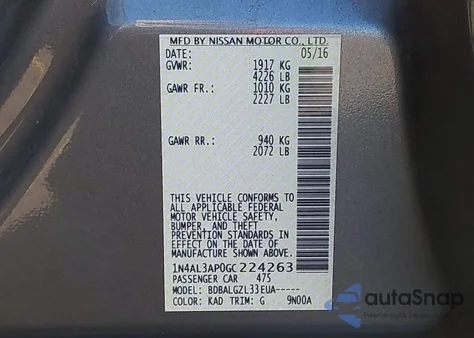 MFD BY NISSAN MOTOR CO., LTD.
DATE: 05/16
GVWR: 1917 KG
4226 LB
GAWR FR.: 1010 KG
2227 LB
GAWR RR.: 940 KG
2072 LB
THIS VEHICLE CONFORMS TO
ALL APPLICABLE FEDERAL
MOTOR VEHICLE SAFETY,
BUMPER, AND THEFT
PREVENTION STANDARDS IN
EFFECT ON THE DATE OF
MANUFACTURE SHOWN ABOVE.
1N4AL3AP0GC224263
PASSENGER CAR 475
MODEL: BDBALGZL33EUA-----
COLOR: KAD TRIM: G 9N00A
autoSnap